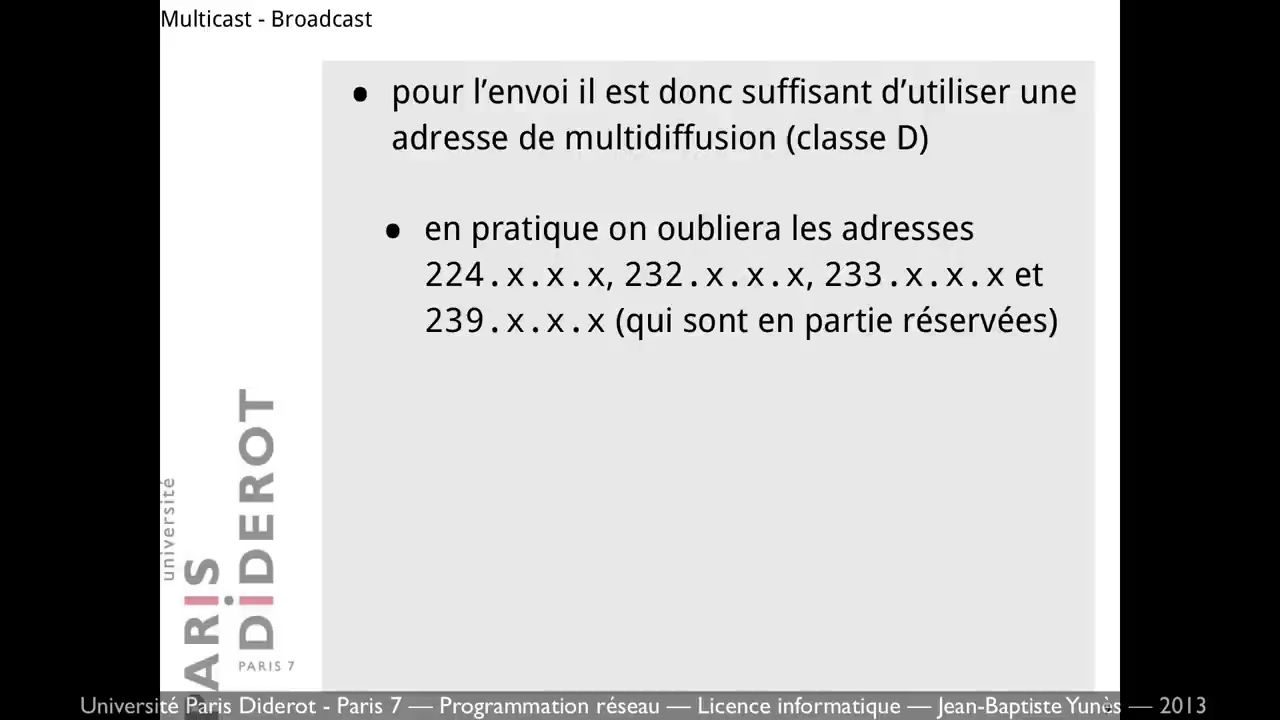 Multicast - Broadcast
• pour l’envoi il est donc suffisant d’utiliser une
adresse de multidiffusion (classe D)
• en pratique on oubliera les adresses
224.x.x.x, 232.x.x.x, 233.x.x.x et
239.x.x.x (qui sont en partie réservées)
université
PARIS
DiDEROT
PARIS 7
Université Paris Diderot - Paris 7 — Programmation réseau — Licence informatique — Jean-Baptiste Yunès — 2013